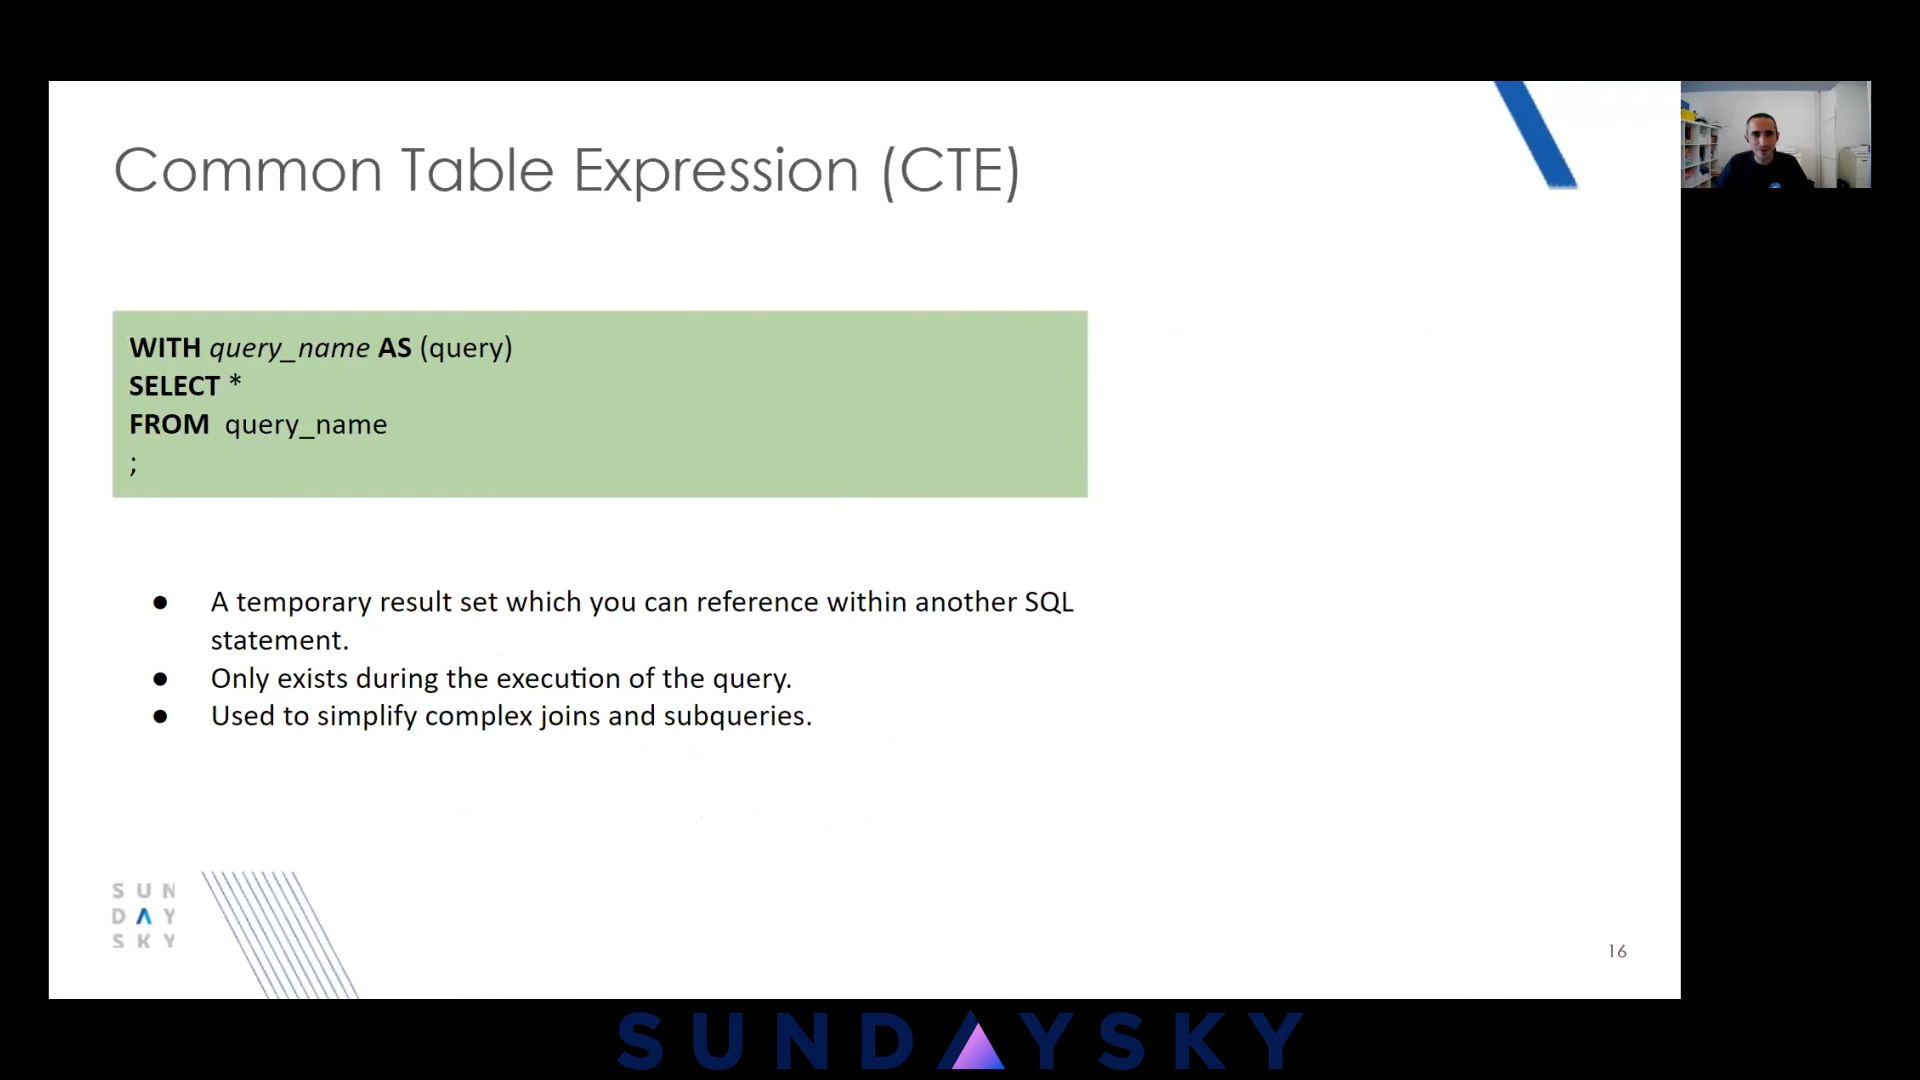 Common Table Expression (CTE)
WITH query_name AS (query)
SELECT *
FROM query_name
;
● A temporary result set which you can reference within another SQL
statement.
● Only exists during the execution of the query.
● Used to simplify complex joins and subqueries.
SUN
DAY
SKY
16
SUNDAYSKY